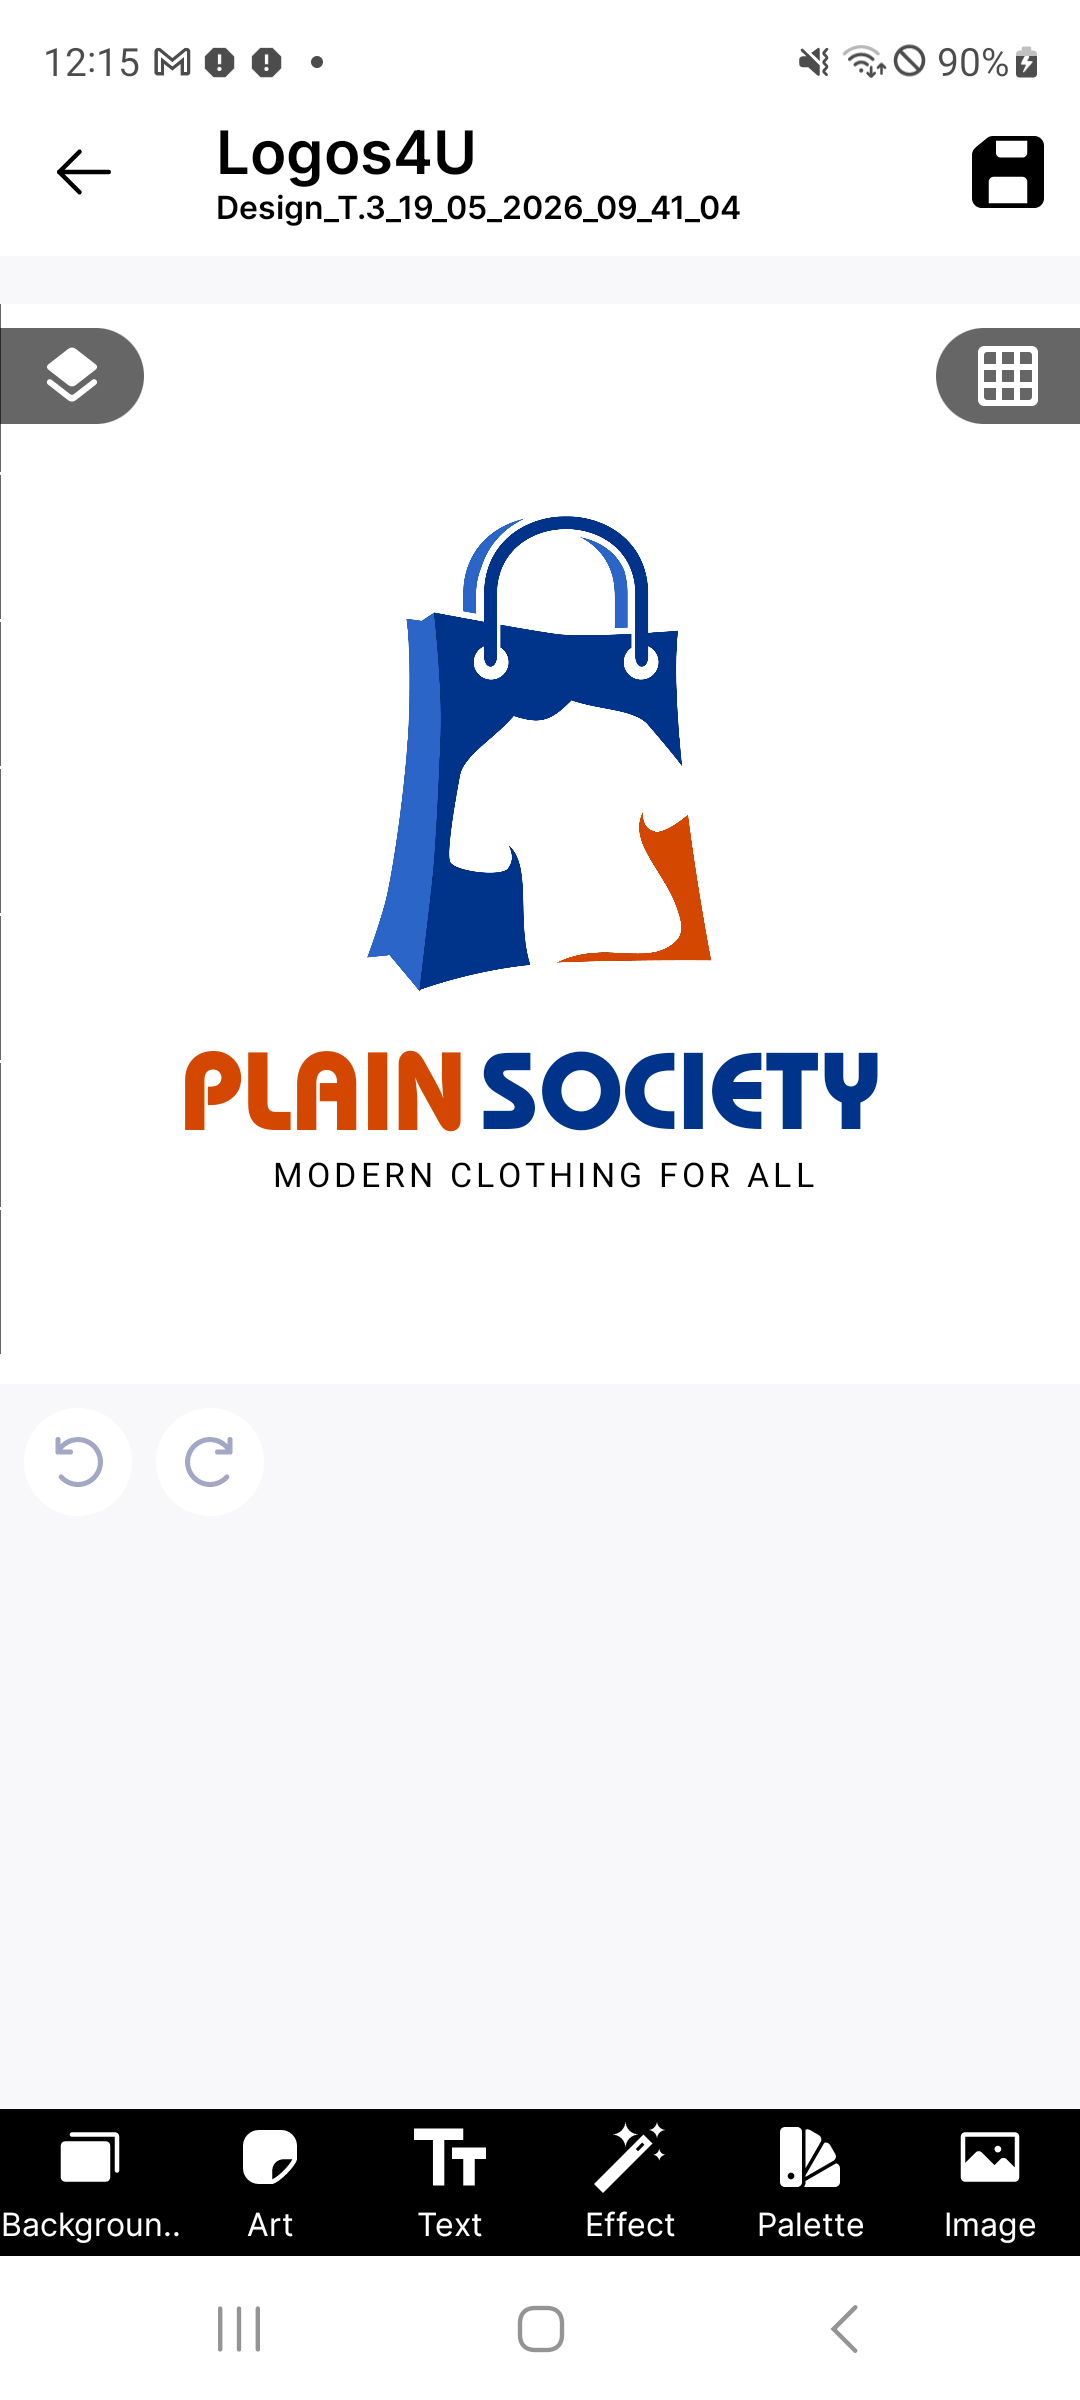 12:15
90%
Logos4U
Design_T.3_19_05_2026_09_41_04
PLAIN SOCIETY
MODERN CLOTHING FOR ALL
Backgroun..
Art
Text
Effect
Palette
Image